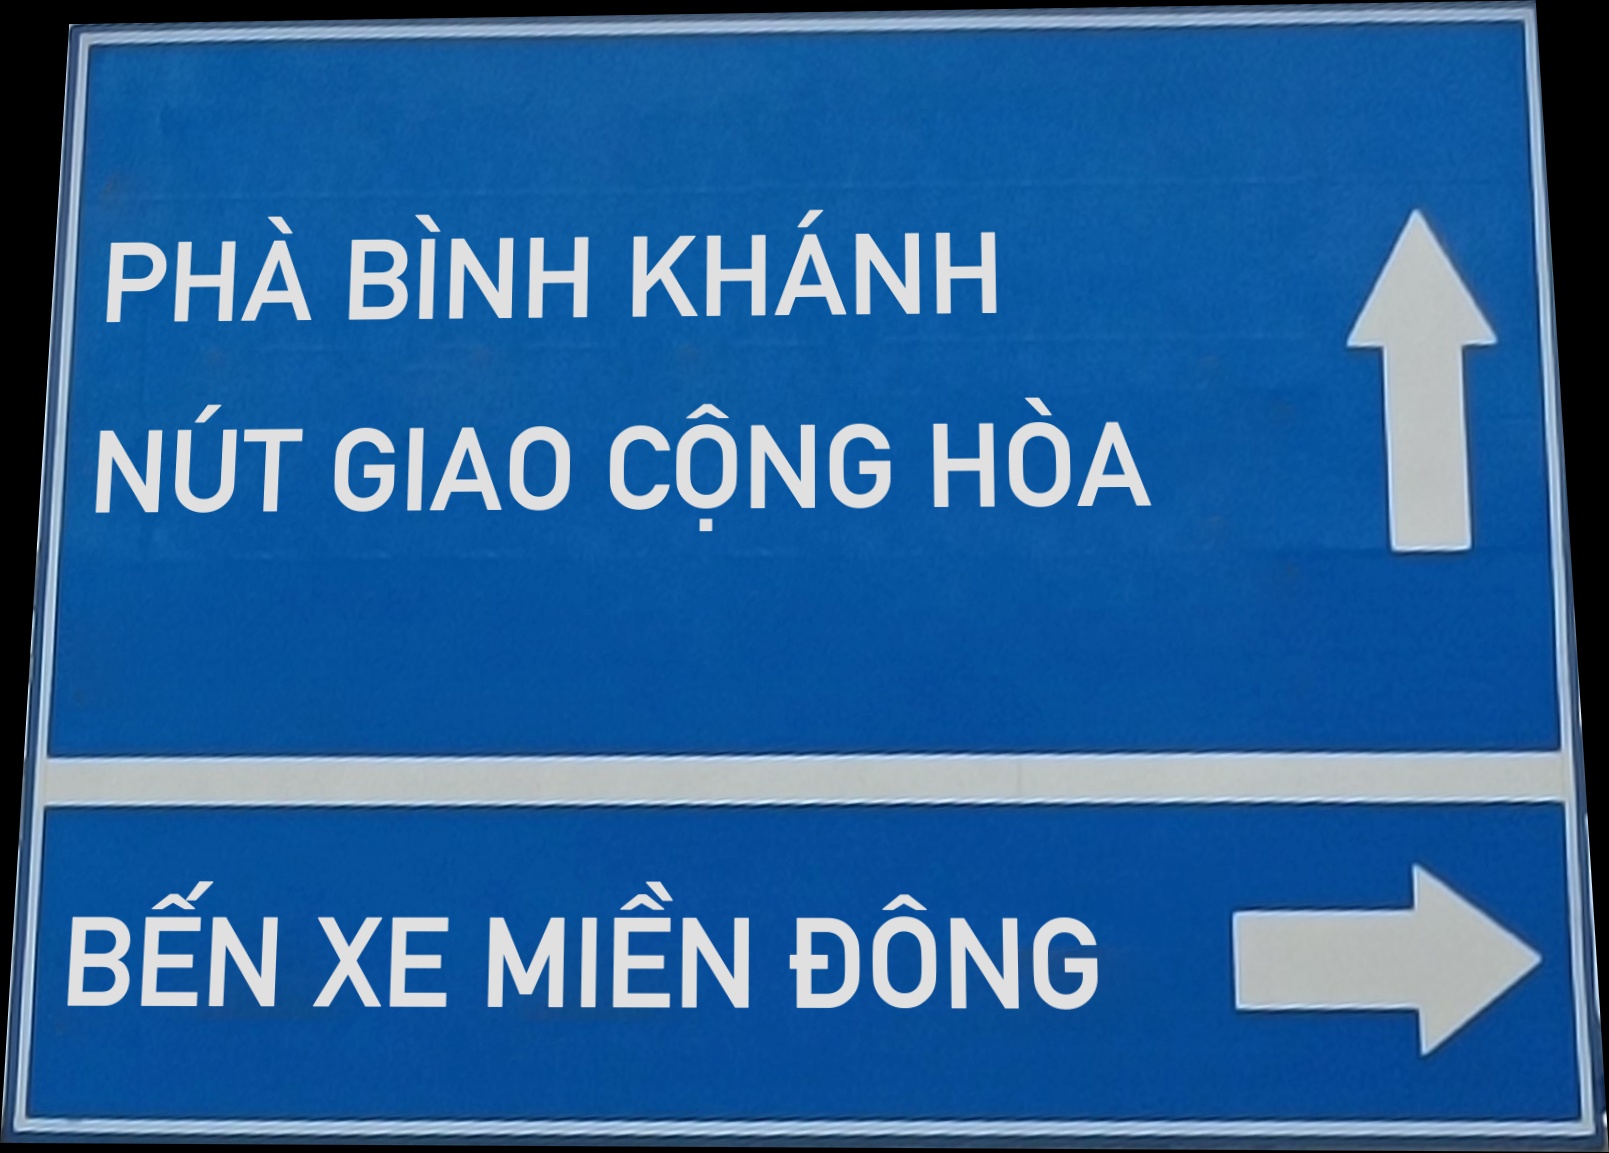 PHÀ BÌNH KHÁNH
NÚT GIAO CỘNG HÒA
BẾN XE MIỀN ĐÔNG